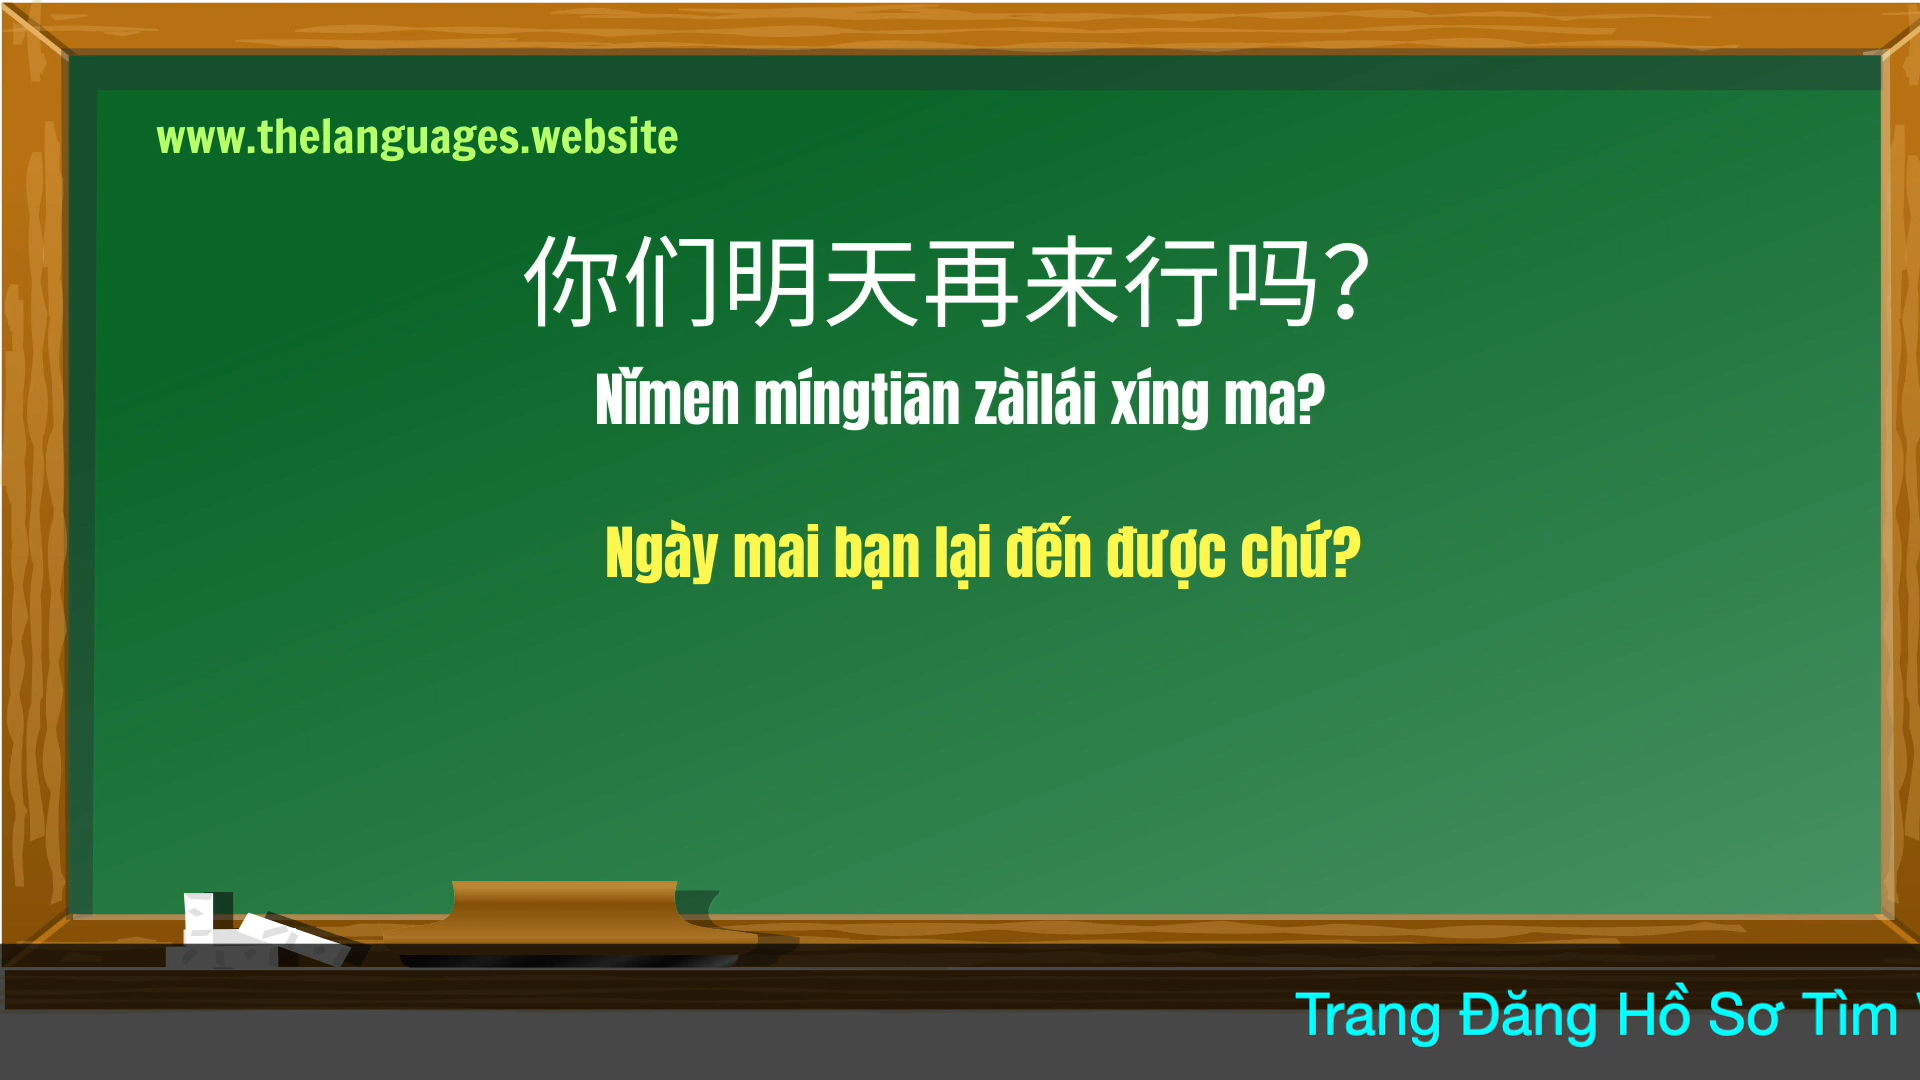 www.thelanguages.website
你们明天再来行吗?
Nǐmen míngtiān zàilái xíng ma?
Ngày mai bạn lại đến được chứ?
Trang Đăng Hồ Sơ Tìm